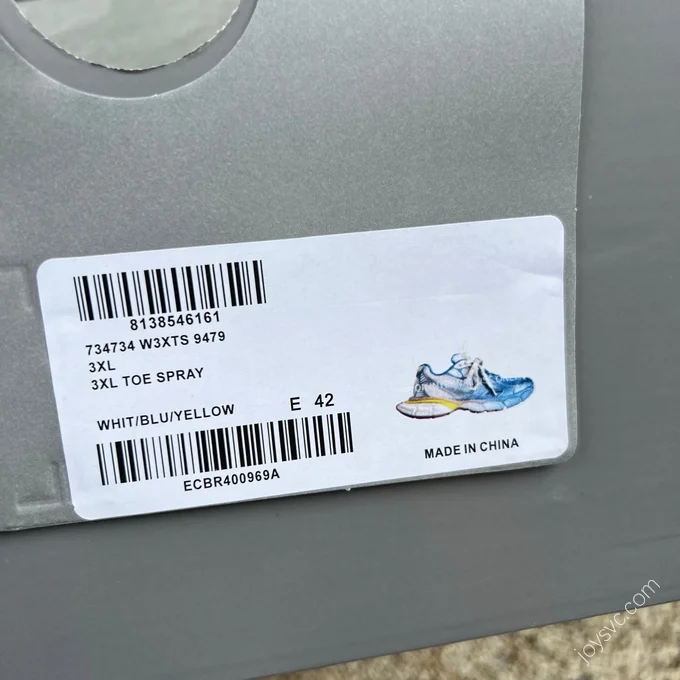 8138546161
734734 W3XTS 9479
3XL
3XL TOE SPRAY
WHIT/BLU/YELLOW E 42
ECBR400969A
MADE IN CHINA
joysvc.com